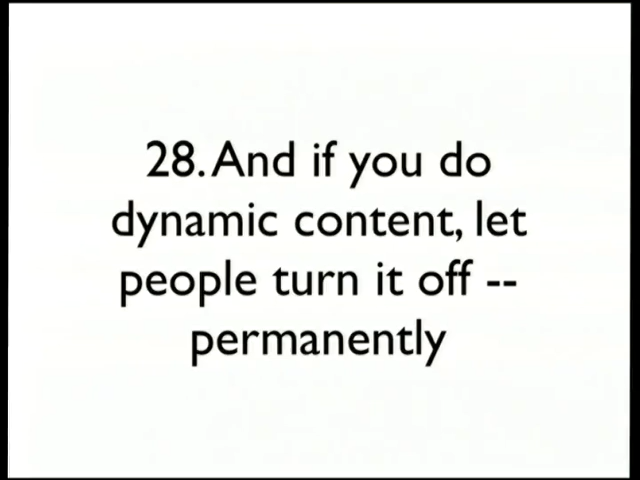 28. And if you do
dynamic content, let
people turn it off --
permanently